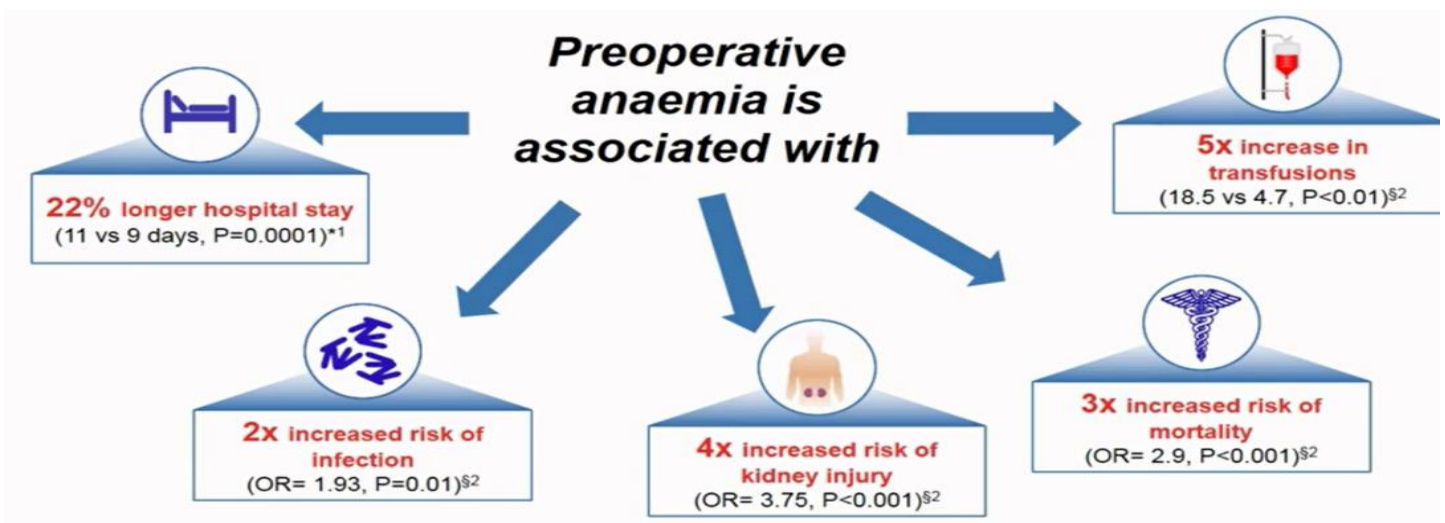 Preoperative
anaemia is
associated with
22% longer hospital stay
(11 vs 9 days, P=0.0001)*1
5x increase in
transfusions
(18.5 vs 4.7, P<0.01)§2
2x increased risk of
infection
(OR= 1.93, P=0.01)§2
4x increased risk of
kidney injury
(OR= 3.75, P<0.001)§2
3x increased risk of
mortality
(OR= 2.9, P<0.001)§2